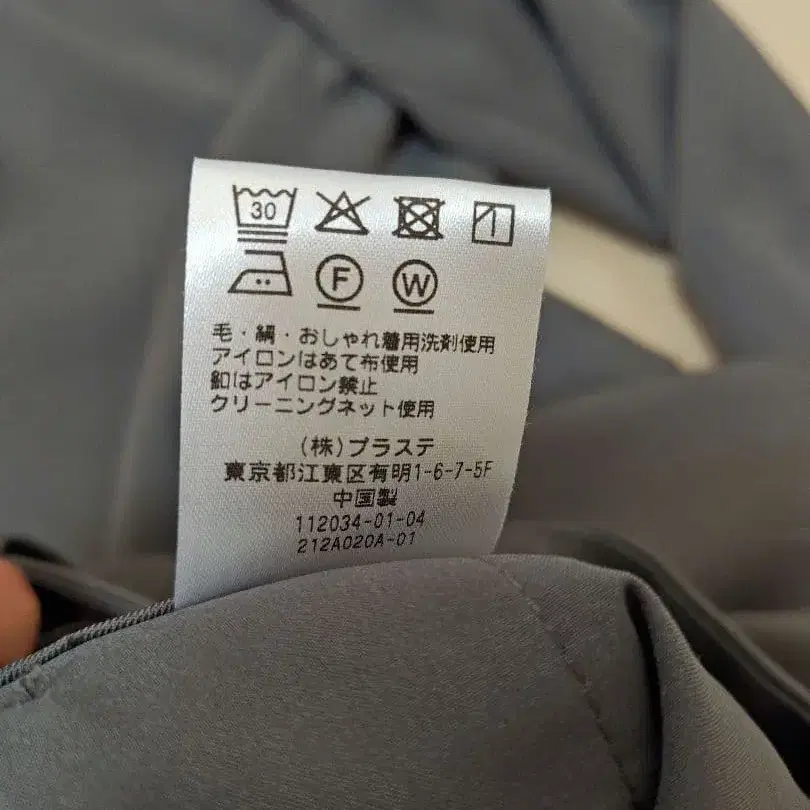 30
F W
毛・絹・おしゃれ着用洗剤使用
アイロンはあて布使用
釦はアイロン禁止
クリーニングネット使用
(株)プラステ
東京都江東区有明1-6-7-5F
中国製
112034-01-04
212A020A-01